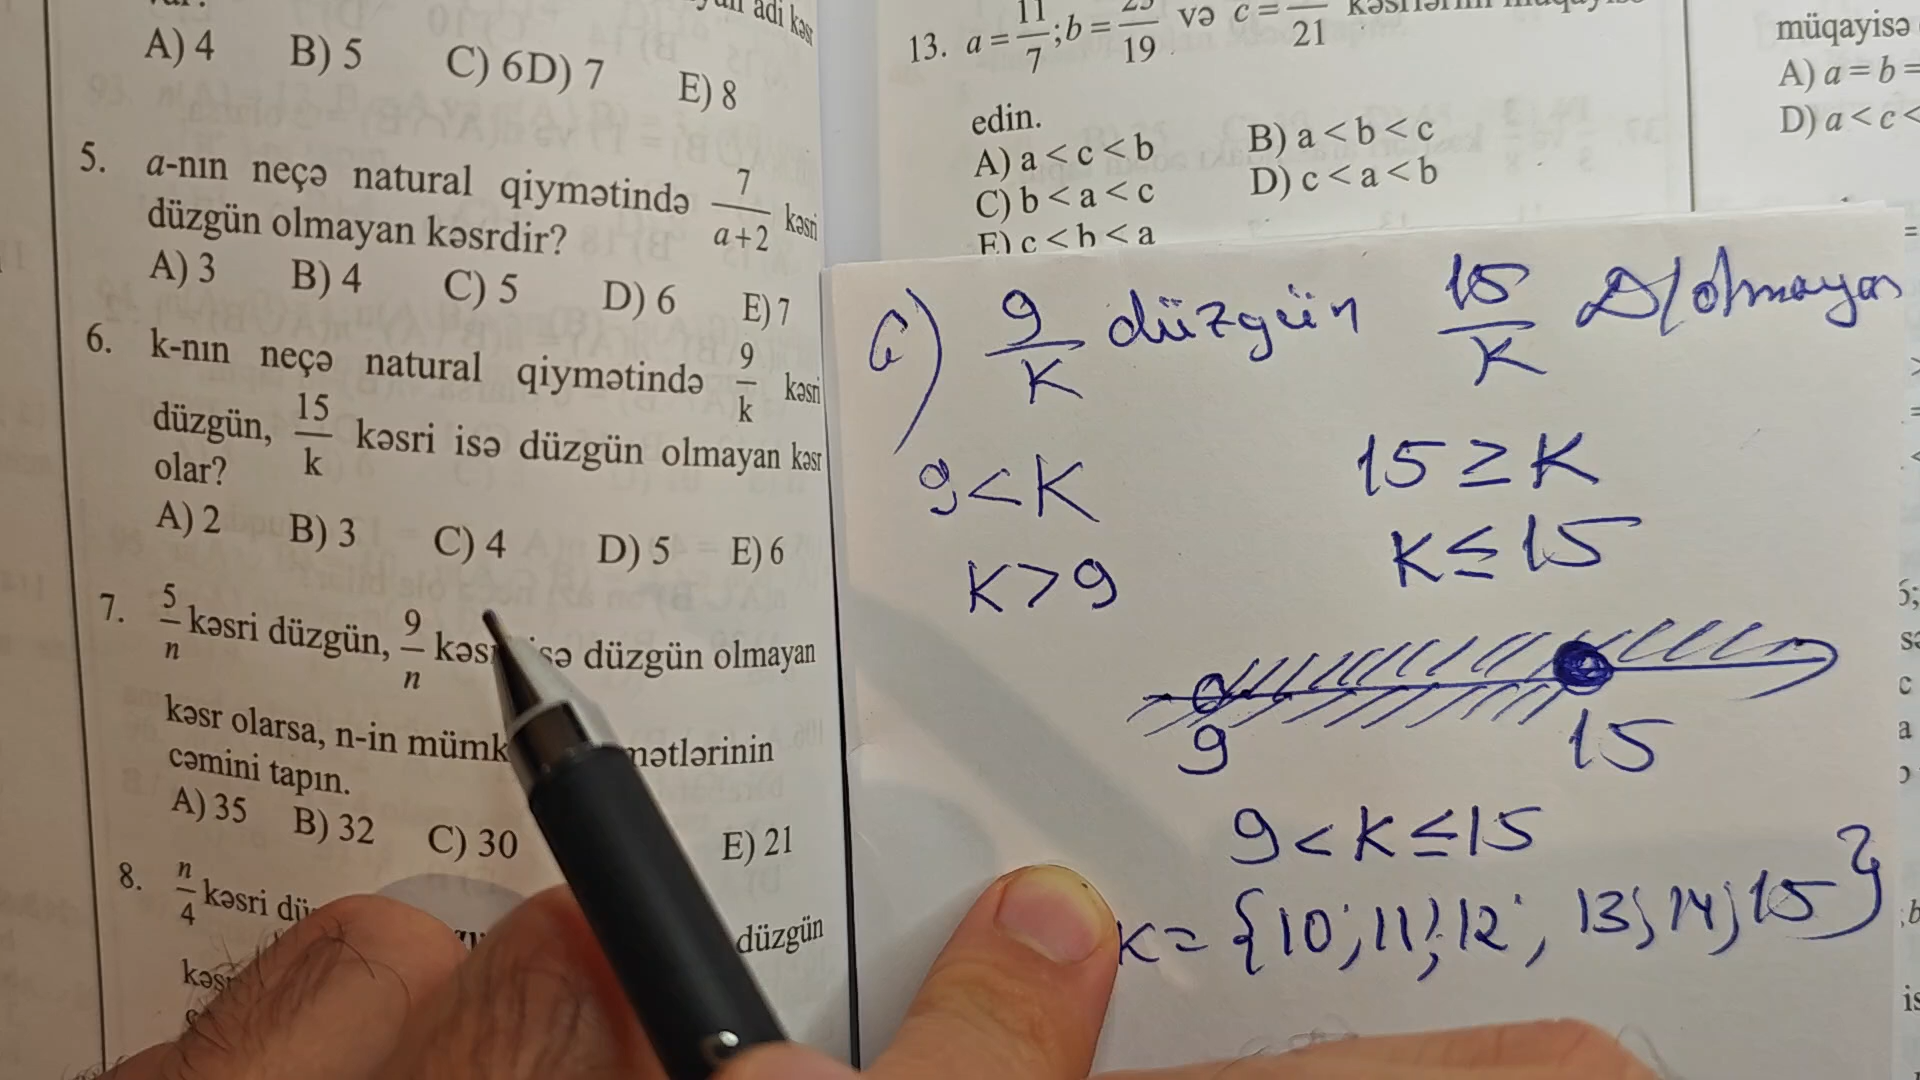 adi kəsr
A) 4 B) 5 C) 6D) 7 E) 8
5. a-nın neçə natural qiymətində 7/(a+2) kəsri
düzgün olmayan kəsrdir?
A) 3 B) 4 C) 5 D) 6 E) 7
6. k-nın neçə natural qiymətində 9/k kəsri
düzgün, 15/k kəsri isə düzgün olmayan kəsr
olar?
A) 2 B) 3 C) 4 D) 5 E) 6
7. 5/n kəsri düzgün, 9/n isə düzgün olmayan
kəsr olarsa, n-in
cəmini tapın.
A) 35 B) 32 C) 30 E) 21
8. n/4 kəsri düzgün
13. a = 11/7; b = /19 və c = /21
edin.
A) a < c < b B) a < b < c
C) b < a < c D) c < a < b
E) c < b < a
müqayisə
A) a = b =
D) a < c <
6) 9/K düzgün 15/K D/olmayan
9 < K 15 ≥ K
K > 9 K ≤ 15
9 15
9 < K ≤ 15
K = {10; 11; 12; 13; 14; 15}